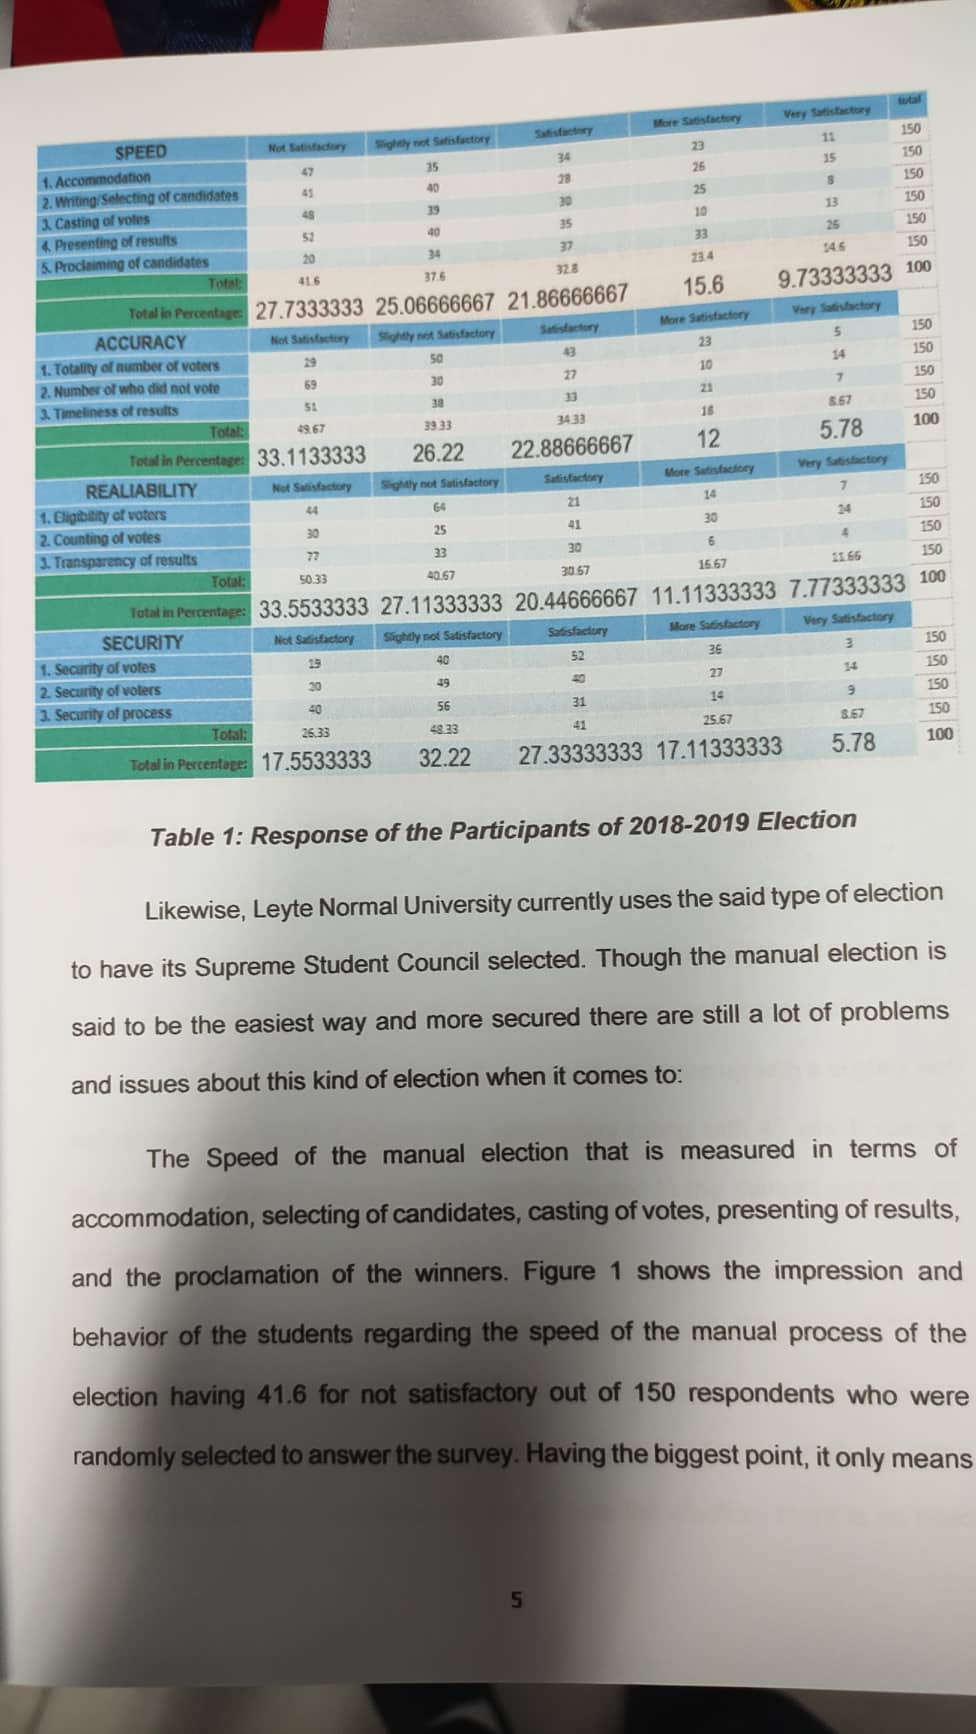 SPEED Not Satisfactory Slightly not Satisfactory Satisfactory More Satisfactory Very Satisfactory total
1. Accommodation 47 35 34 23 11 150
2. Writing/Selecting of candidates 41 40 28 26 15 150
3. Casting of votes 48 39 30 25 8 150
4. Presenting of results 52 40 35 10 13 150
5. Proclaiming of candidates 20 34 37 33 26 150
Total: 41.6 37.6 32.8 23.4 14.6 150
Total in Percentage: 27.7333333 25.06666667 21.86666667 15.6 9.73333333 100
ACCURACY Not Satisfactory Slightly not Satisfactory Satisfactory More Satisfactory Very Satisfactory
1. Totality of number of voters 29 50 43 23 5 150
2. Number of who did not vote 69 30 27 10 14 150
3. Timeliness of results 51 38 33 21 7 150
Total: 49.67 39.33 34.33 18 8.67 150
Total in Percentage: 33.1133333 26.22 22.88666667 12 5.78 100
REALIABILITY Not Satisfactory Slightly not Satisfactory Satisfactory More Satisfactory Very Satisfactory
1. Eligibility of voters 44 64 21 14 7 150
2. Counting of votes 30 25 41 30 24 150
3. Transparency of results 77 33 30 6 4 150
Total: 50.33 40.67 30.67 16.67 11.66 150
Total in Percentage: 33.5533333 27.11333333 20.44666667 11.11333333 7.77333333 100
SECURITY Not Satisfactory Slightly not Satisfactory Satisfactory More Satisfactory Very Satisfactory
1. Security of votes 19 40 52 36 3 150
2. Security of voters 20 49 40 27 14 150
3. Security of process 40 56 31 14 9 150
Total: 26.33 48.33 41 25.67 8.67 150
Total in Percentage: 17.5533333 32.22 27.33333333 17.11333333 5.78 100
Table 1: Response of the Participants of 2018-2019 Election
Likewise, Leyte Normal University currently uses the said type of election
to have its Supreme Student Council selected. Though the manual election is
said to be the easiest way and more secured there are still a lot of problems
and issues about this kind of election when it comes to:
The Speed of the manual election that is measured in terms of
accommodation, selecting of candidates, casting of votes, presenting of results,
and the proclamation of the winners. Figure 1 shows the impression and
behavior of the students regarding the speed of the manual process of the
election having 41.6 for not satisfactory out of 150 respondents who were
randomly selected to answer the survey. Having the biggest point, it only means
5